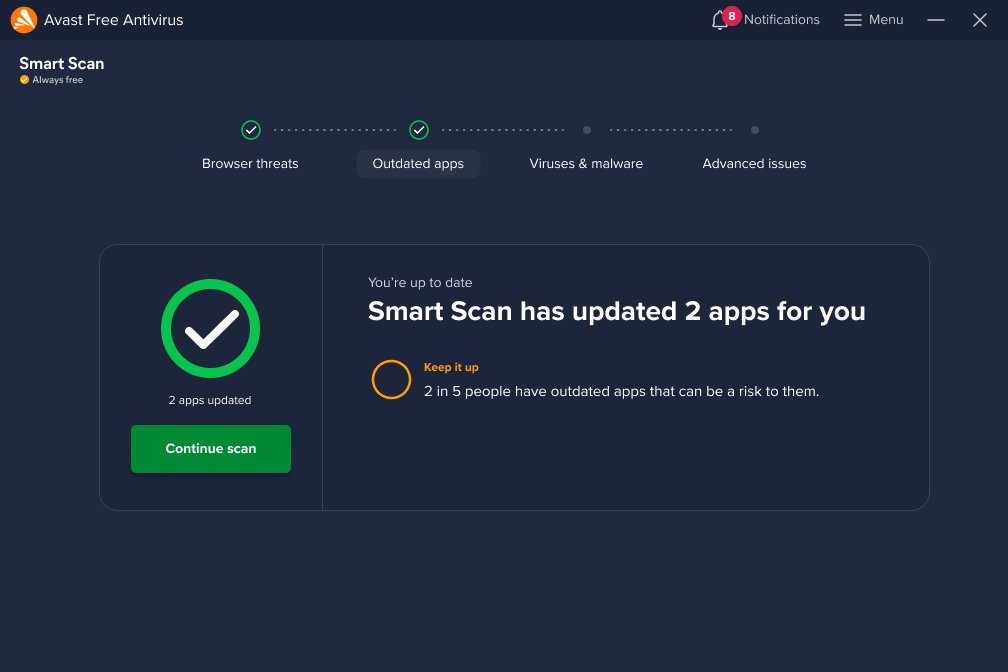 Avast Free Antivirus
8
Notifications
Menu
Smart Scan
Always free
Browser threats
Outdated apps
Viruses & malware
Advanced issues
2 apps updated
Continue scan
You're up to date
Smart Scan has updated 2 apps for you
Keep it up
2 in 5 people have outdated apps that can be a risk to them.